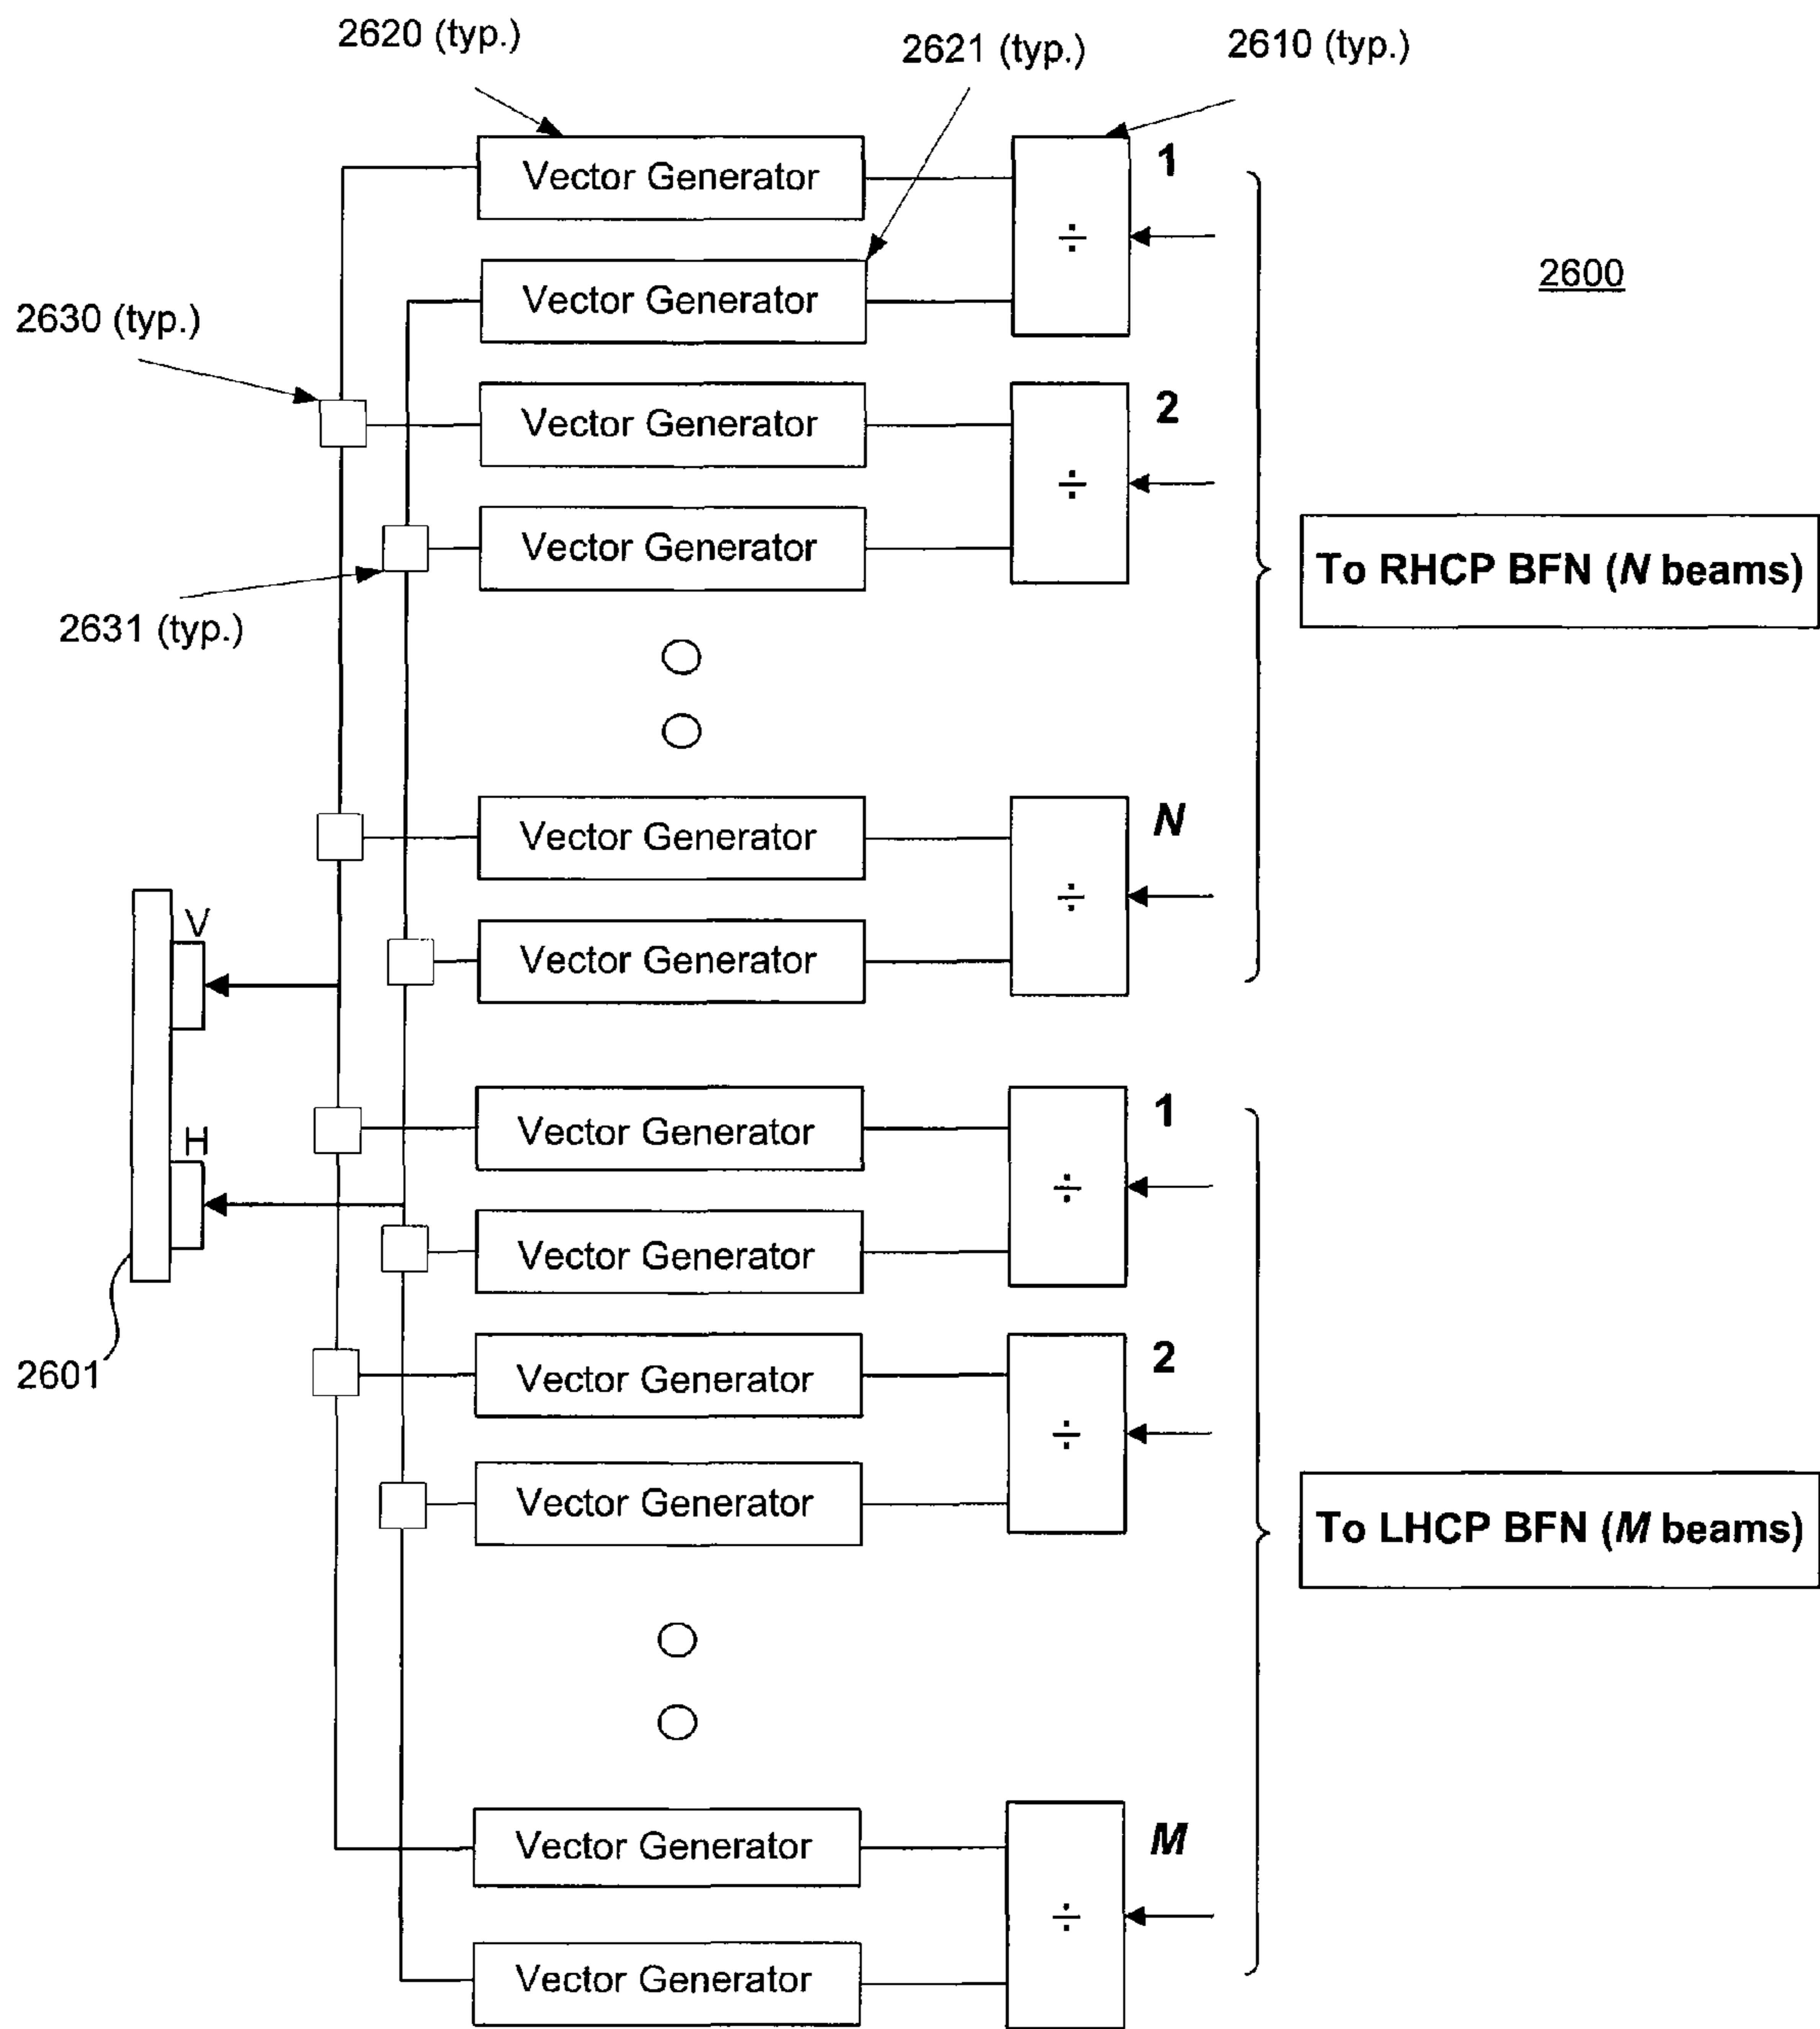 2620 (typ.)
2621 (typ.)
2610 (typ.)
Vector Generator
1
÷
2600
Vector Generator
2630 (typ.)
Vector Generator
2
÷
Vector Generator
To RHCP BFN (N beams)
2631 (typ.)
Vector Generator
N
÷
V
Vector Generator
Vector Generator
1
÷
H
Vector Generator
2601
Vector Generator
2
÷
Vector Generator
To LHCP BFN (M beams)
Vector Generator
M
÷
Vector Generator